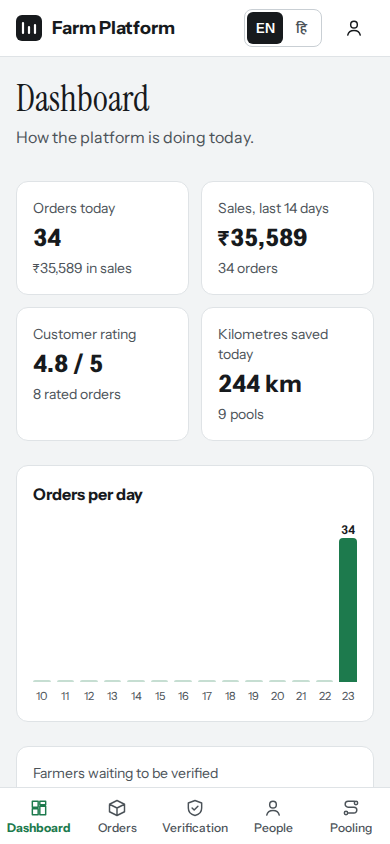 Farm Platform
EN हि
Dashboard
How the platform is doing today.
Orders today
34
₹35,589 in sales
Sales, last 14 days
₹35,589
34 orders
Customer rating
4.8 / 5
8 rated orders
Kilometres saved
today
244 km
9 pools
Orders per day
34
10 11 12 13 14 15 16 17 18 19 20 21 22 23
Farmers waiting to be verified
Dashboard Orders Verification People Pooling